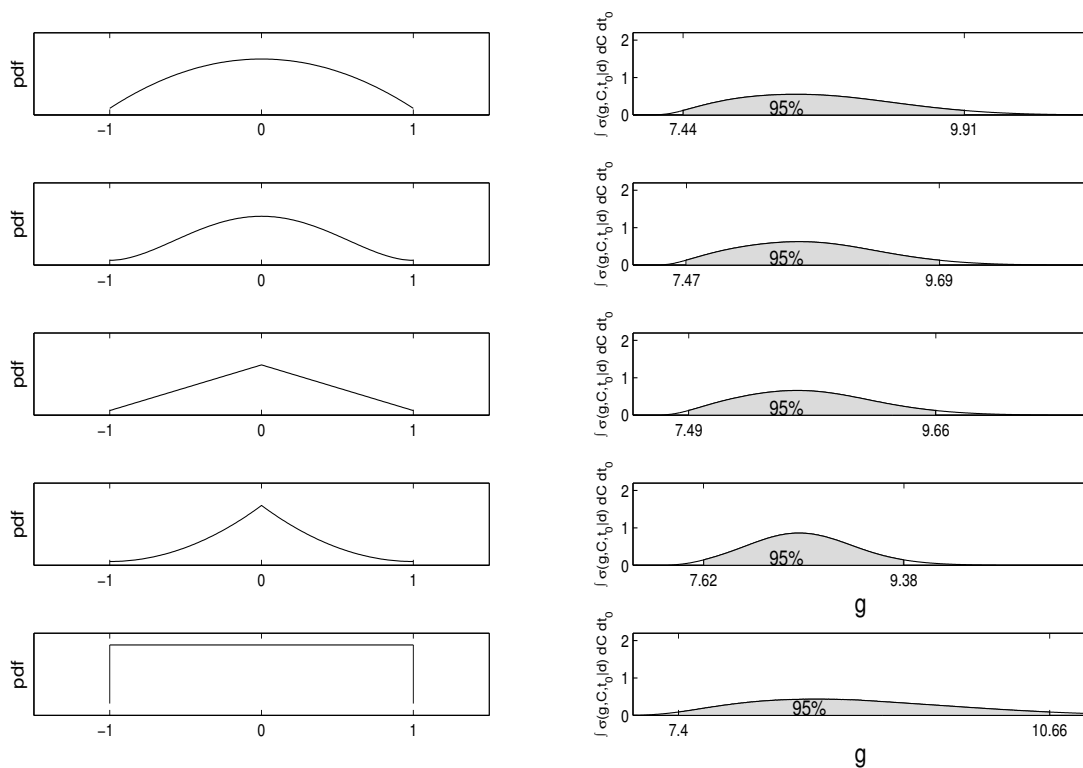 pdf
−1 0 1
∫ σ(g,C,t₀|d) dC dt₀
2
1
0
95%
7.44 9.91
pdf
−1 0 1
∫ σ(g,C,t₀|d) dC dt₀
2
1
0
95%
7.47 9.69
pdf
−1 0 1
∫ σ(g,C,t₀|d) dC dt₀
2
1
0
95%
7.49 9.66
pdf
−1 0 1
∫ σ(g,C,t₀|d) dC dt₀
2
1
0
95%
7.62 9.38
g
pdf
−1 0 1
∫ σ(g,C,t₀|d) dC dt₀
2
1
0
95%
7.4 10.66
g